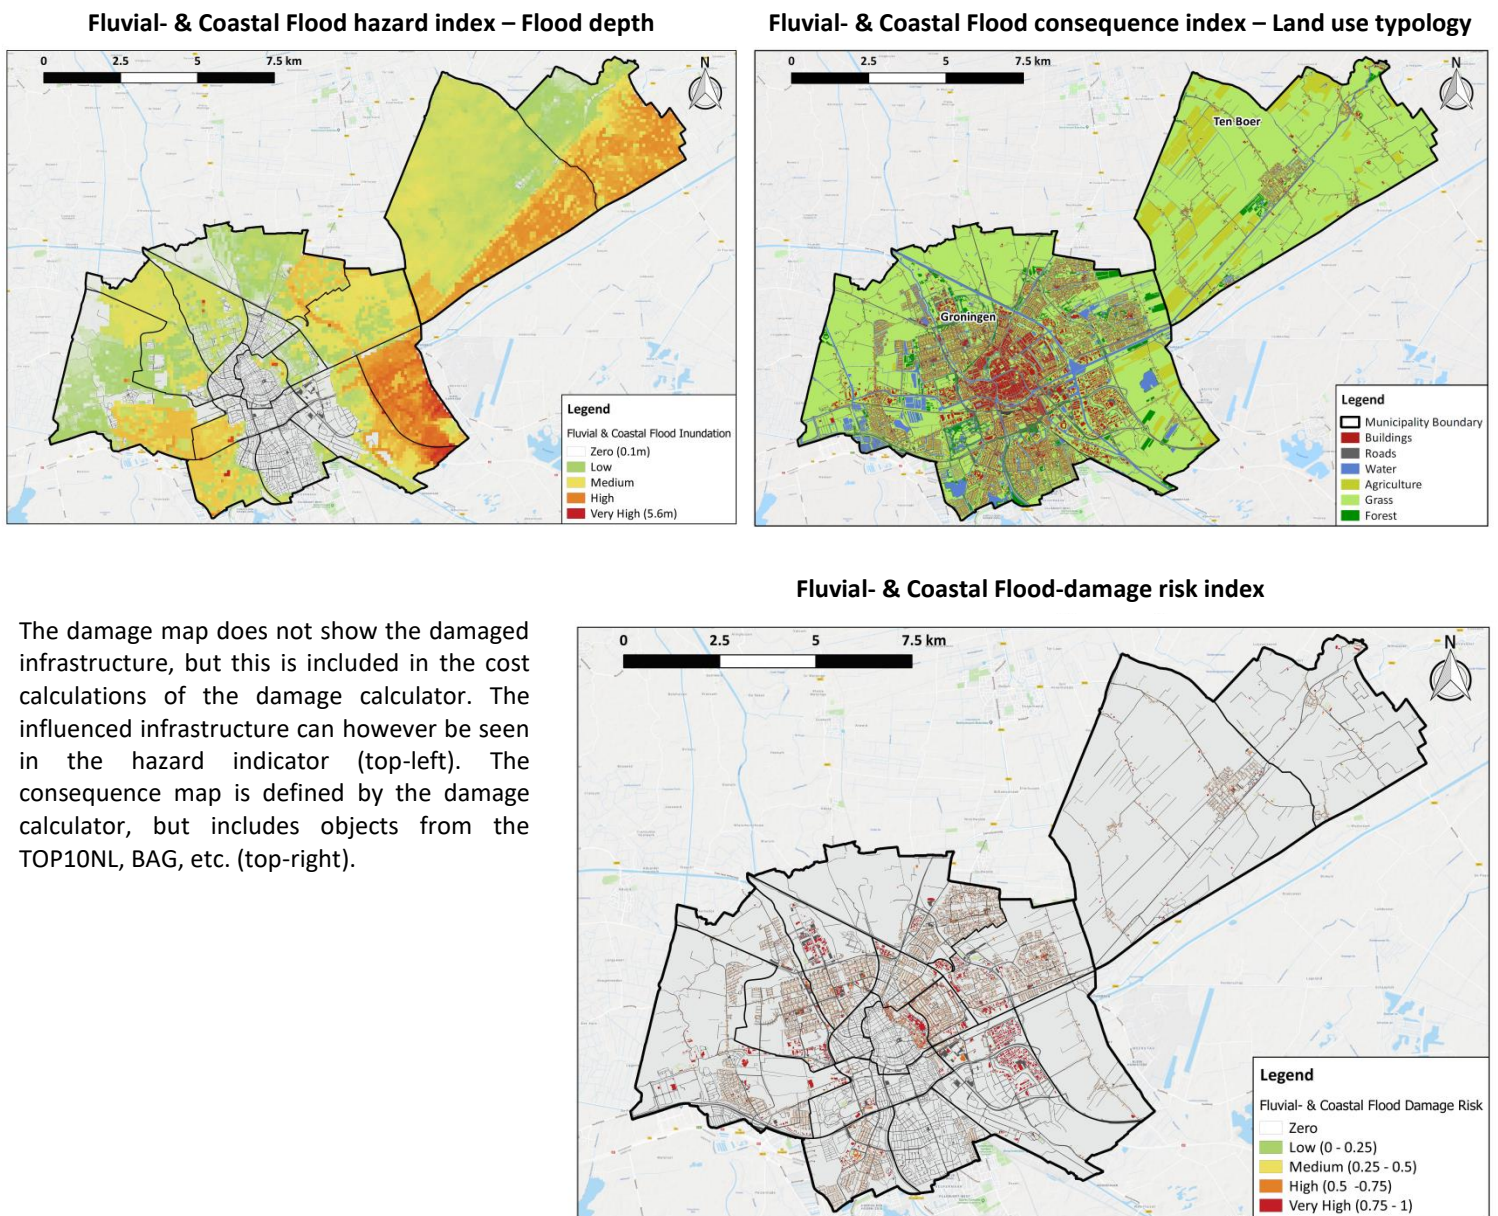 Fluvial- & Coastal Flood hazard index – Flood depth
0 2.5 5 7.5 km
N
Legend
Fluvial & Coastal Flood Inundation
Zero (0.1m)
Low
Medium
High
Very High (5.6m)
Fluvial- & Coastal Flood consequence index – Land use typology
0 2.5 5 7.5 km
N
Ten Boer
Groningen
Legend
Municipality Boundary
Buildings
Roads
Water
Agriculture
Grass
Forest
The damage map does not show the damaged
infrastructure, but this is included in the cost
calculations of the damage calculator. The
influenced infrastructure can however be seen
in the hazard indicator (top-left). The
consequence map is defined by the damage
calculator, but includes objects from the
TOP10NL, BAG, etc. (top-right).
Fluvial- & Coastal Flood-damage risk index
0 2.5 5 7.5 km
N
Legend
Fluvial- & Coastal Flood Damage Risk
Zero
Low (0 - 0.25)
Medium (0.25 - 0.5)
High (0.5 -0.75)
Very High (0.75 - 1)